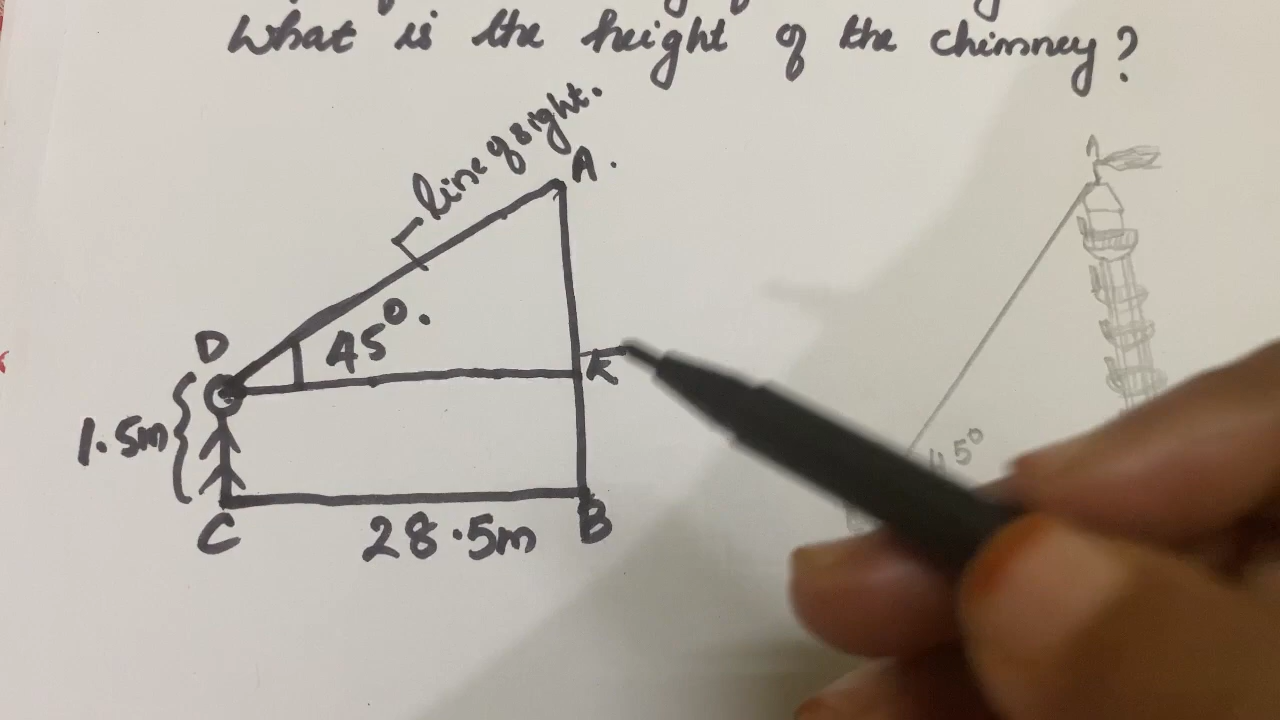 What is the height of the chimney?
line of sight.
A.
A
D
45°.
E
1.5m
45°
C
28.5m
B